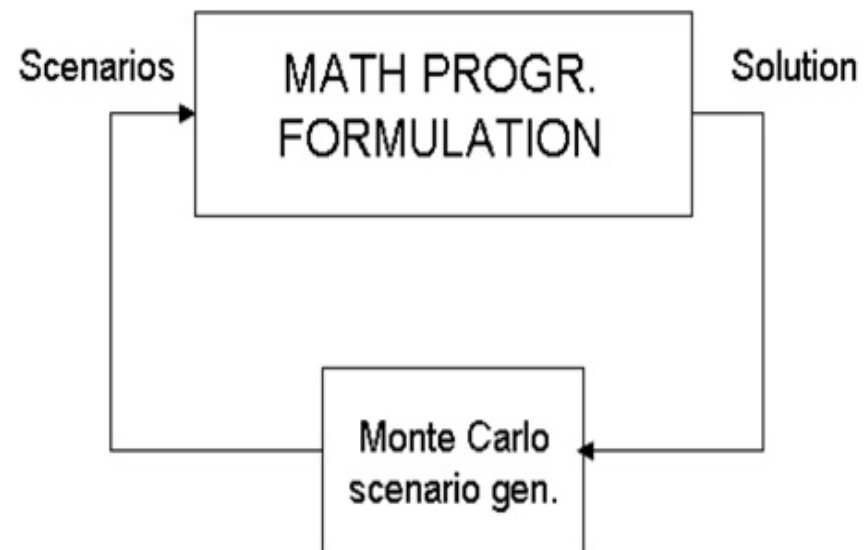 Scenarios
MATH PROGR.
FORMULATION
Solution
Monte Carlo
scenario gen.